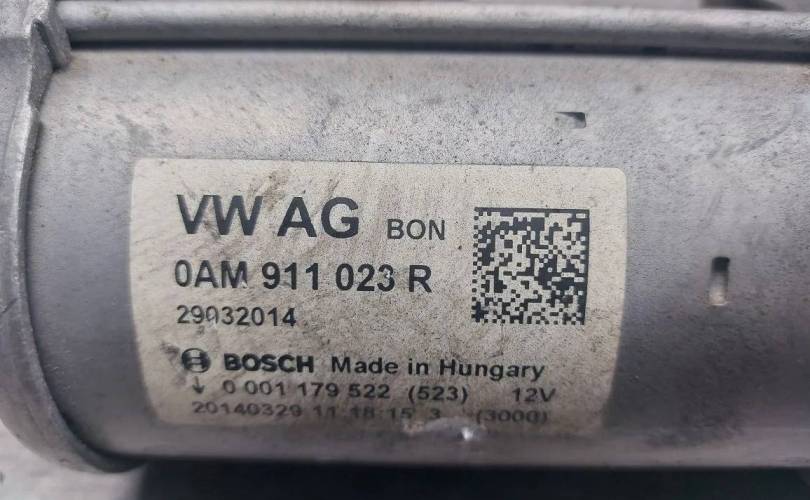 VW AG BON
0AM 911 023 R
29032014
BOSCH Made in Hungary
↓ 0 001 179 522 (523) 12V
20140329 11 18 15 3 (3000)